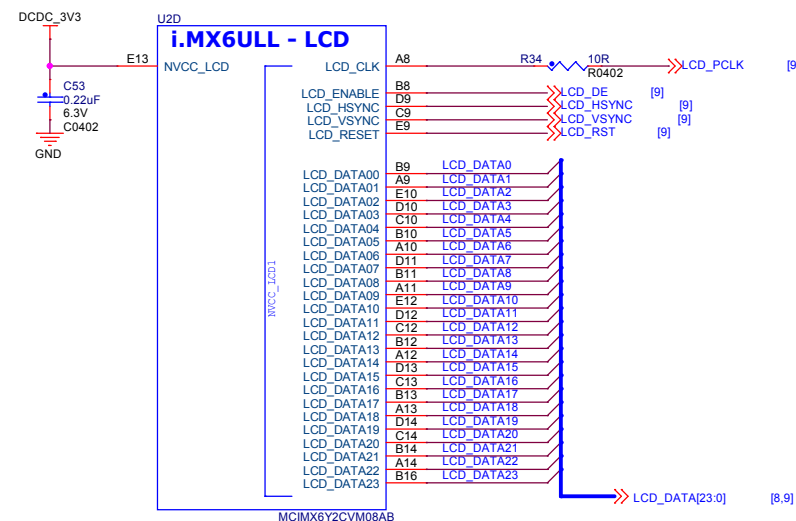 DCDC_3V3
U2D
i.MX6ULL - LCD
E13
NVCC_LCD
LCD_CLK
A8
R34
10R
R0402
LCD_PCLK
[9
C53
0.22uF
6.3V
C0402
GND
LCD_ENABLE B8 LCD_DE [9]
LCD_HSYNC D9 LCD_HSYNC [9]
LCD_VSYNC C9 LCD_VSYNC [9]
LCD_RESET E9 LCD_RST [9]
NVCC_LCD1
LCD_DATA00 B9 LCD_DATA0
LCD_DATA01 A9 LCD_DATA1
LCD_DATA02 E10 LCD_DATA2
LCD_DATA03 D10 LCD_DATA3
LCD_DATA04 C10 LCD_DATA4
LCD_DATA05 B10 LCD_DATA5
LCD_DATA06 A10 LCD_DATA6
LCD_DATA07 D11 LCD_DATA7
LCD_DATA08 B11 LCD_DATA8
LCD_DATA09 A11 LCD_DATA9
LCD_DATA10 E12 LCD_DATA10
LCD_DATA11 D12 LCD_DATA11
LCD_DATA12 C12 LCD_DATA12
LCD_DATA13 B12 LCD_DATA13
LCD_DATA14 A12 LCD_DATA14
LCD_DATA15 D13 LCD_DATA15
LCD_DATA16 C13 LCD_DATA16
LCD_DATA17 B13 LCD_DATA17
LCD_DATA18 A13 LCD_DATA18
LCD_DATA19 D14 LCD_DATA19
LCD_DATA20 C14 LCD_DATA20
LCD_DATA21 B14 LCD_DATA21
LCD_DATA22 A14 LCD_DATA22
LCD_DATA23 B16 LCD_DATA23
LCD_DATA[23:0] [8,9]
MCIMX6Y2CVM08AB